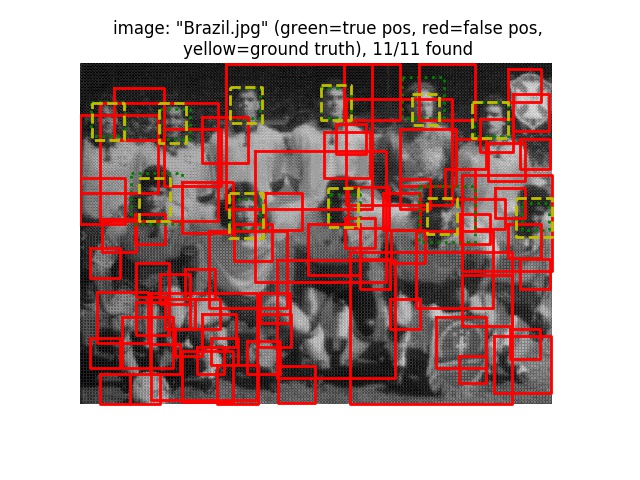 image: "Brazil.jpg" (green=true pos, red=false pos,
yellow=ground truth), 11/11 found